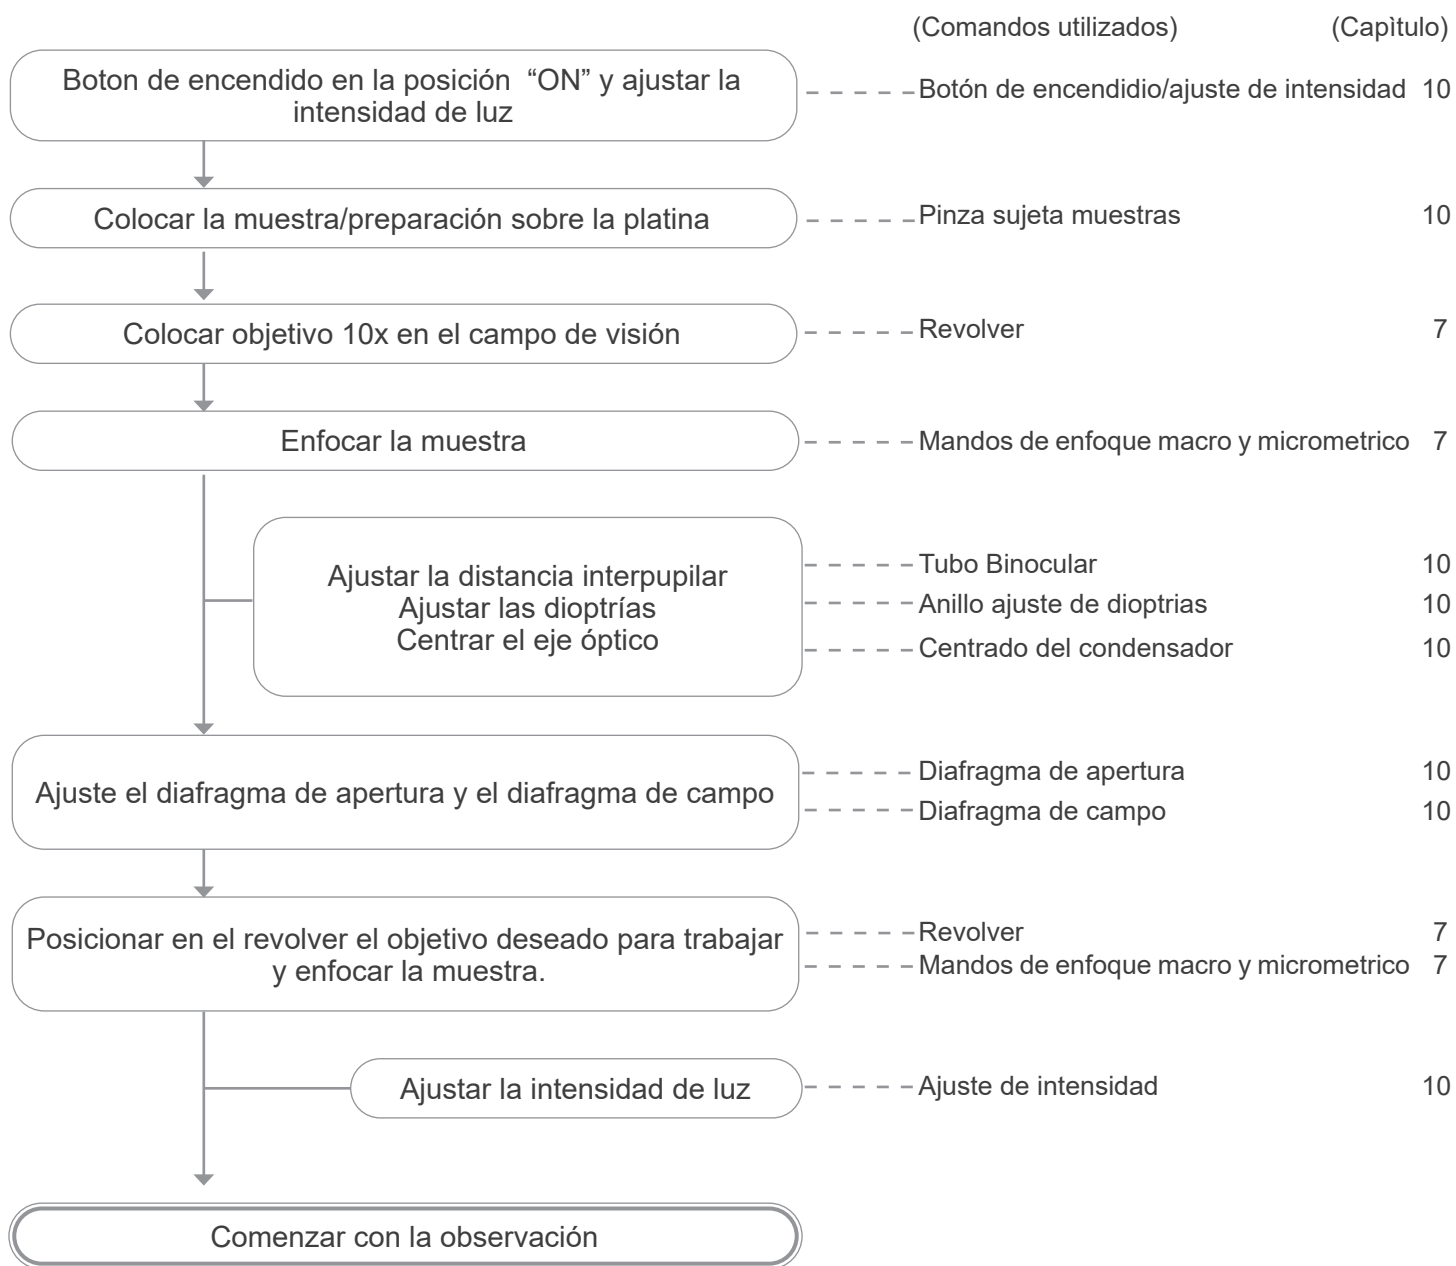 (Comandos utilizados) (Capìtulo)
Boton de encendido en la posición “ON” y ajustar la
intensidad de luz
Botón de encendidio/ajuste de intensidad 10
Colocar la muestra/preparación sobre la platina
Pinza sujeta muestras 10
Colocar objetivo 10x en el campo de visión
Revolver 7
Enfocar la muestra
Mandos de enfoque macro y micrometrico 7
Ajustar la distancia interpupilar
Ajustar las dioptrías
Centrar el eje óptico
Tubo Binocular 10
Anillo ajuste de dioptrias 10
Centrado del condensador 10
Ajuste el diafragma de apertura y el diafragma de campo
Diafragma de apertura 10
Diafragma de campo 10
Posicionar en el revolver el objetivo deseado para trabajar
y enfocar la muestra.
Revolver 7
Mandos de enfoque macro y micrometrico 7
Ajustar la intensidad de luz
Ajuste de intensidad 10
Comenzar con la observación